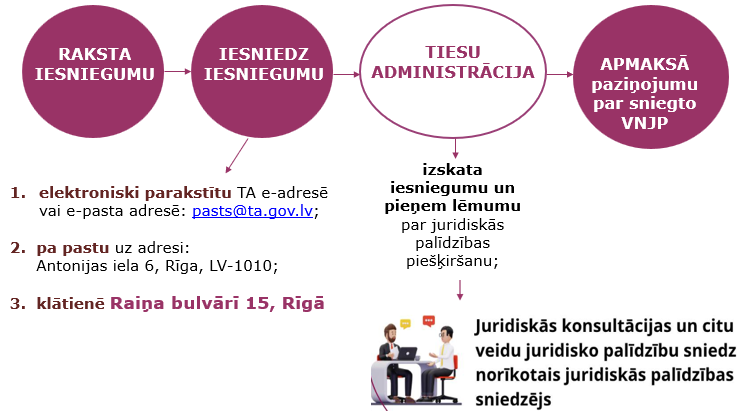 RAKSTA
IESNIEGUMU
IESNIEDZ
IESNIEGUMU
TIESU
ADMINISTRĀCIJA
APMAKSĀ
paziņojumu
par sniegto
VNJP
1. elektroniski parakstītu TA e-adresē
vai e-pasta adresē: pasts@ta.gov.lv;
2. pa pastu uz adresi:
Antonijas iela 6, Rīga, LV-1010;
3. klātienē Raiņa bulvārī 15, Rīgā
izskata
iesniegumu un
pieņem lēmumu
par juridiskās
palīdzības
piešķiršanu;
Juridiskās konsultācijas un citu
veidu juridisko palīdzību sniedz
norīkotais juridiskās palīdzības
sniedzējs